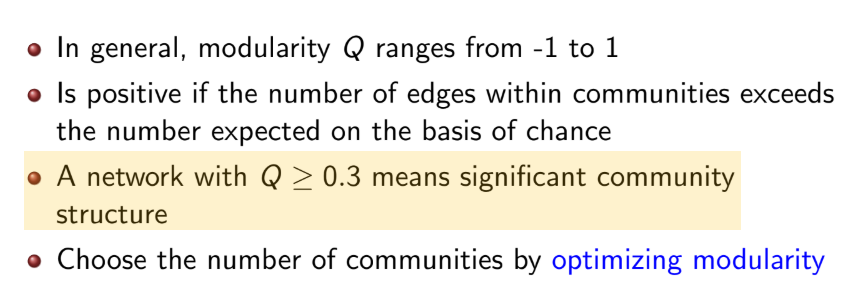 In general, modularity Q ranges from -1 to 1
Is positive if the number of edges within communities exceeds
the number expected on the basis of chance
A network with Q ≥ 0.3 means significant community
structure
Choose the number of communities by optimizing modularity